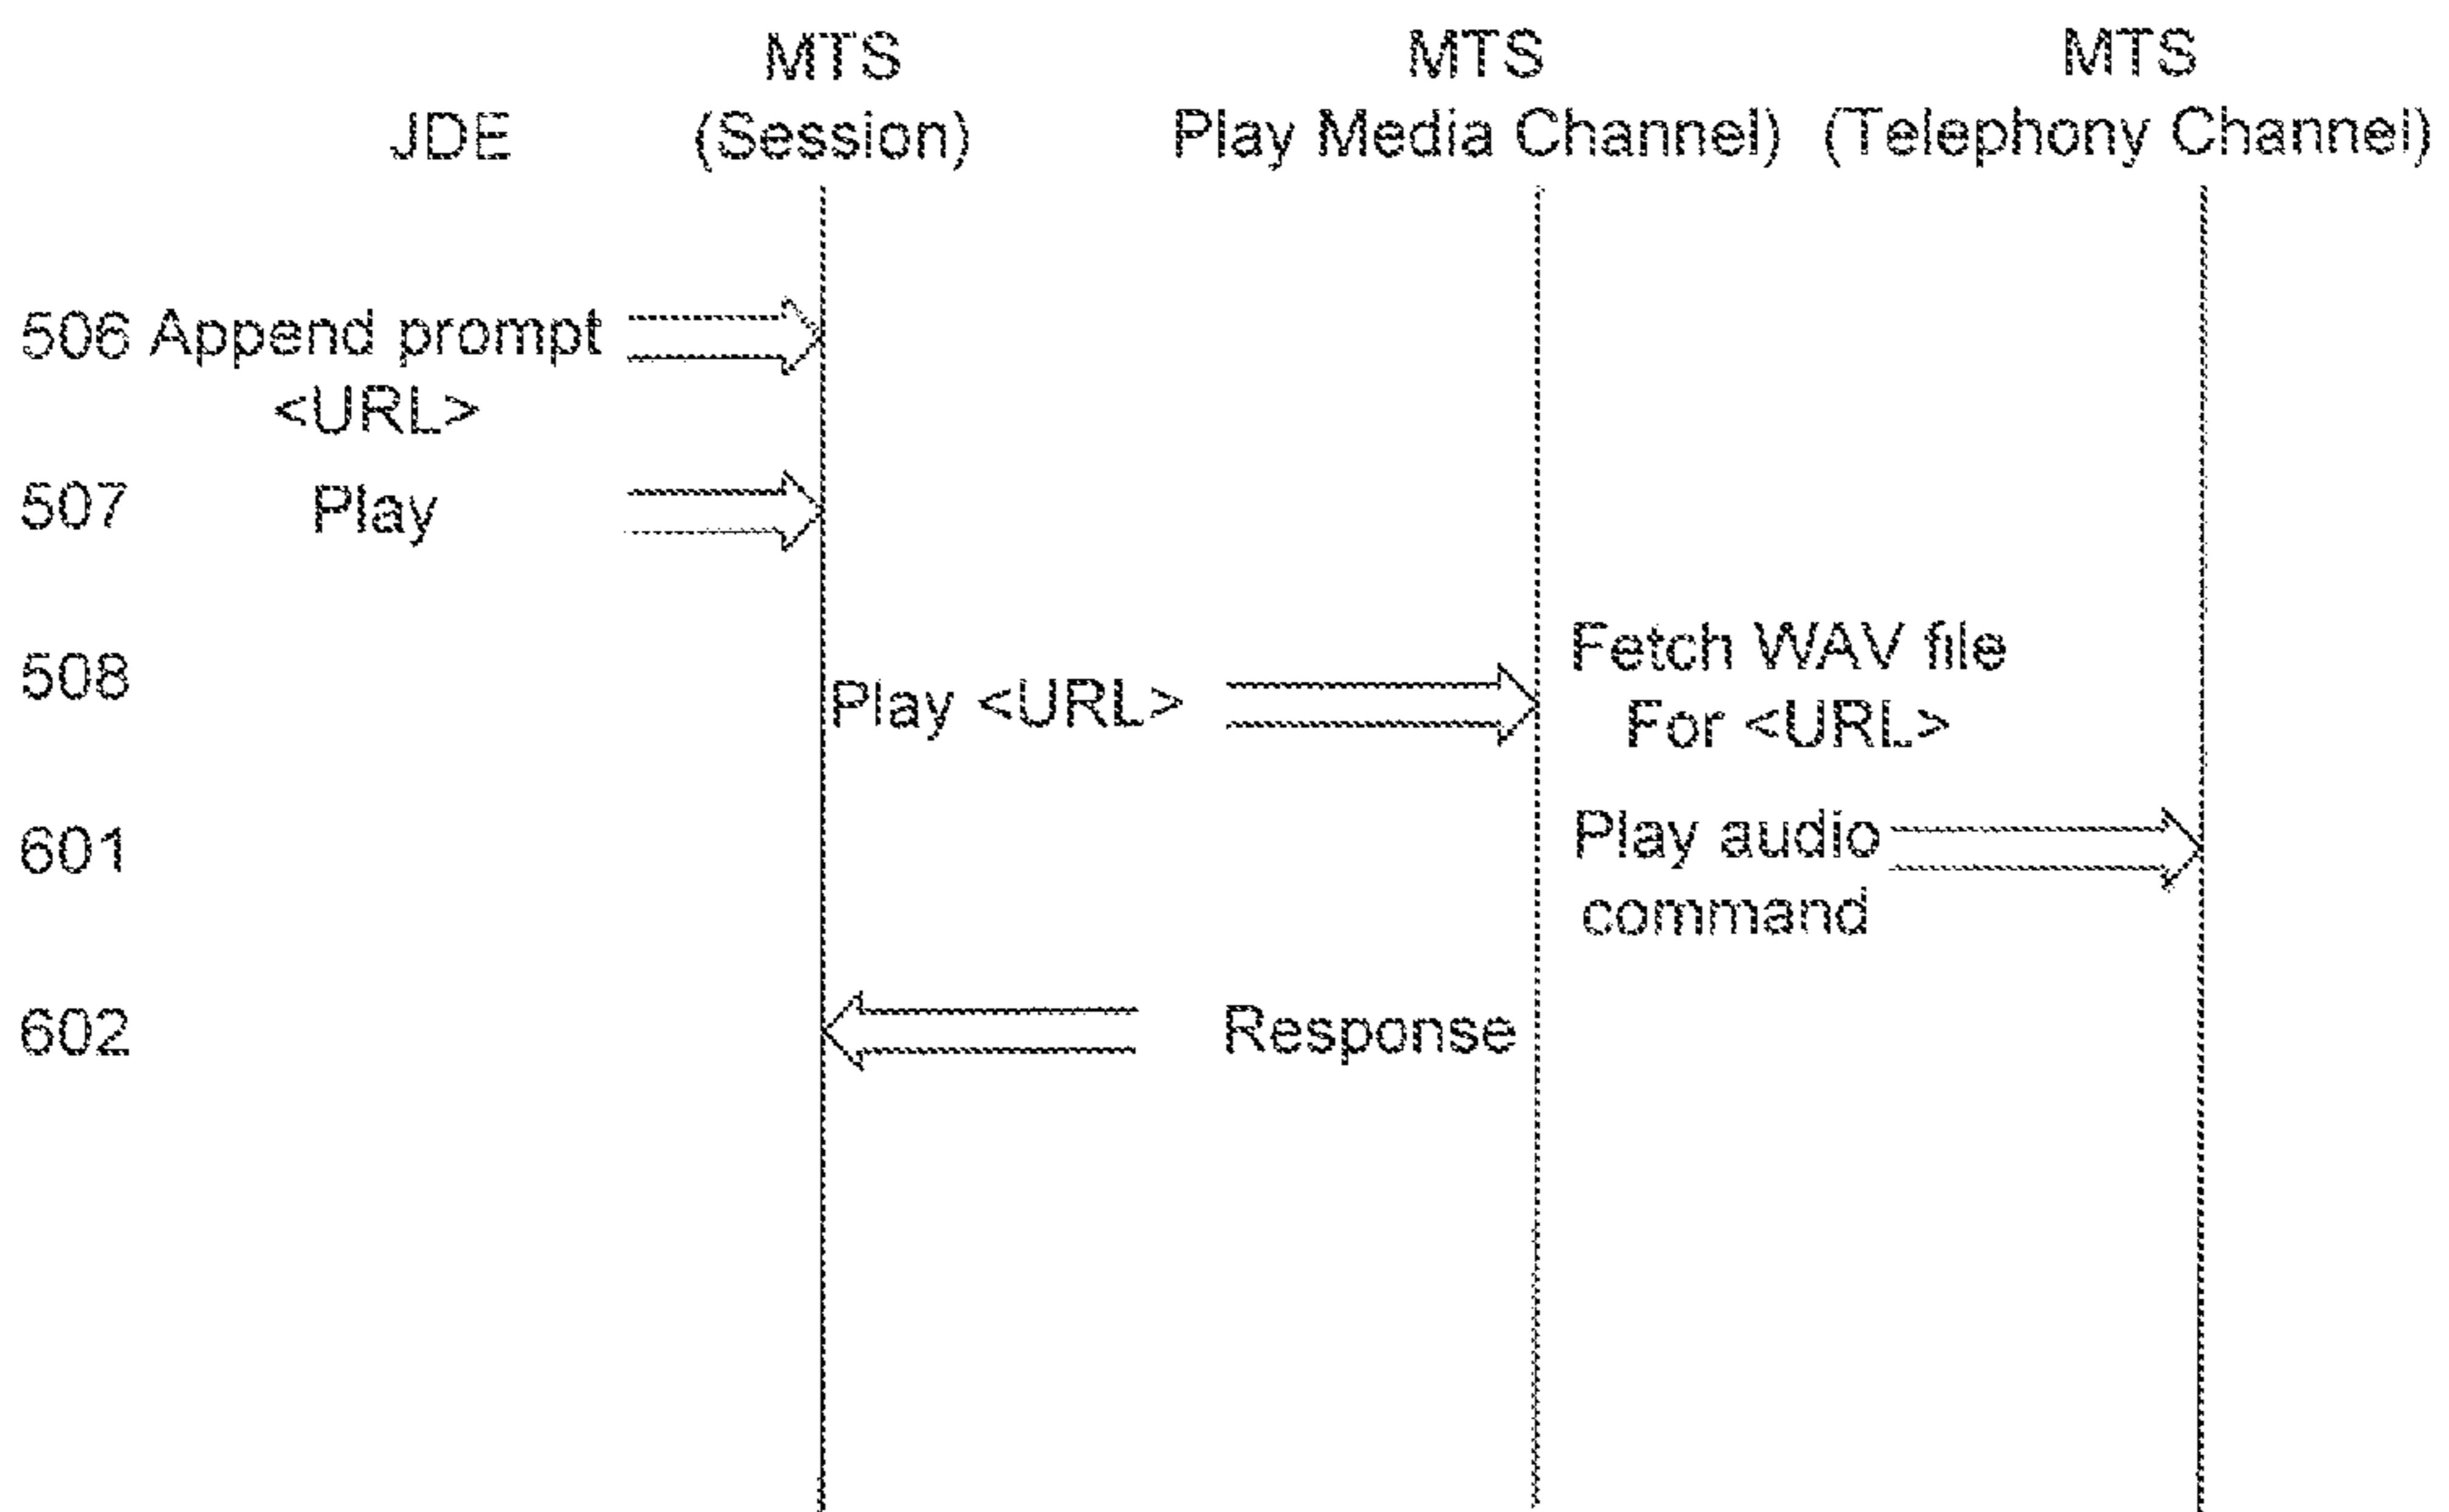 MTS MTS MTS
JDE (Session) Play Media Channel) (Telephony Channel)
506 Append prompt
<URL>
507 Play
508 Play <URL> Fetch WAV file
For <URL>
601 Play audio
command
602 Response